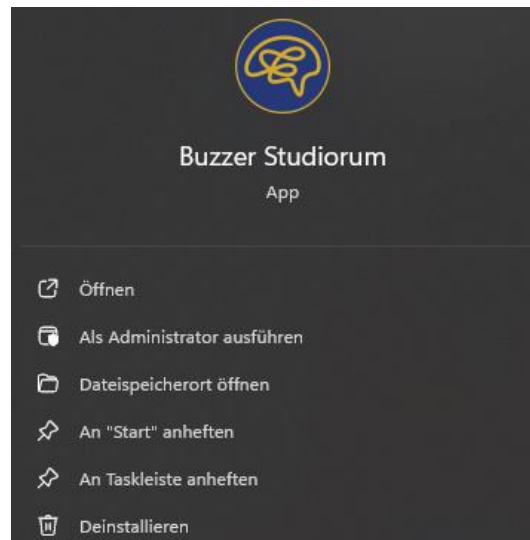 Buzzer Studiorum
App
Öffnen
Als Administrator ausführen
Dateispeicherort öffnen
An "Start" anheften
An Taskleiste anheften
Deinstallieren